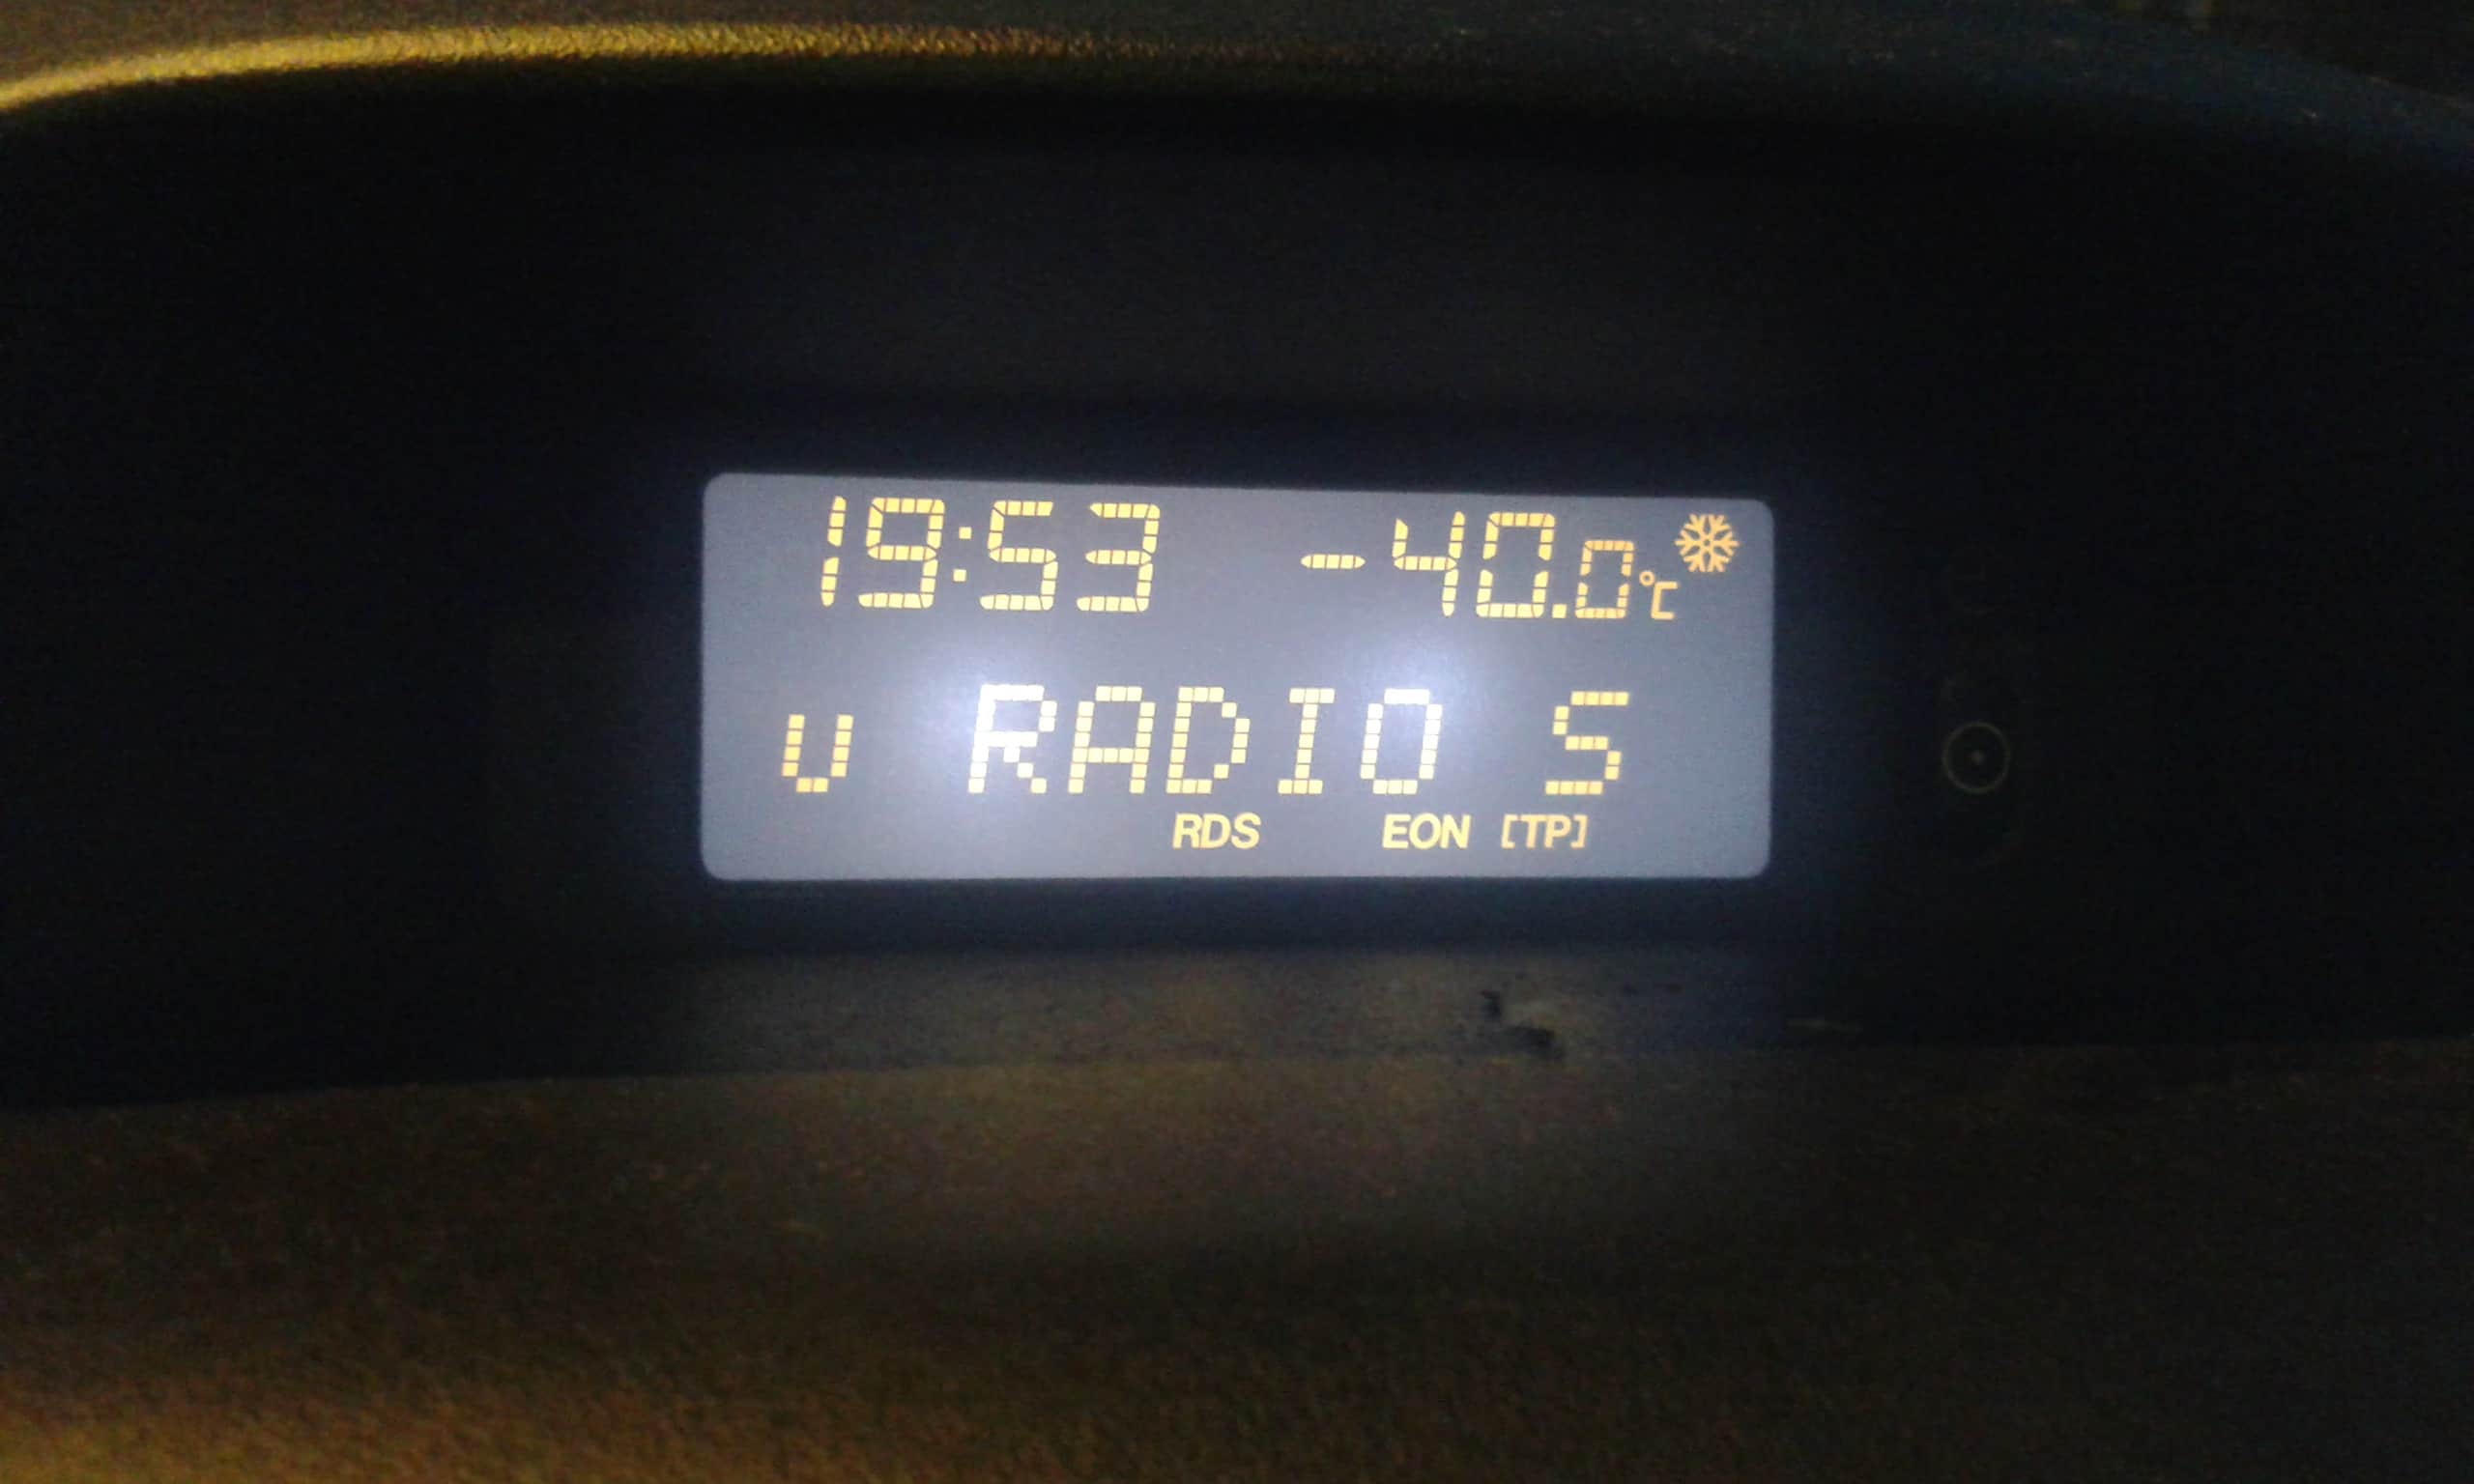 19:53 -40.0°C
u RADIO S
RDS EON [TP]